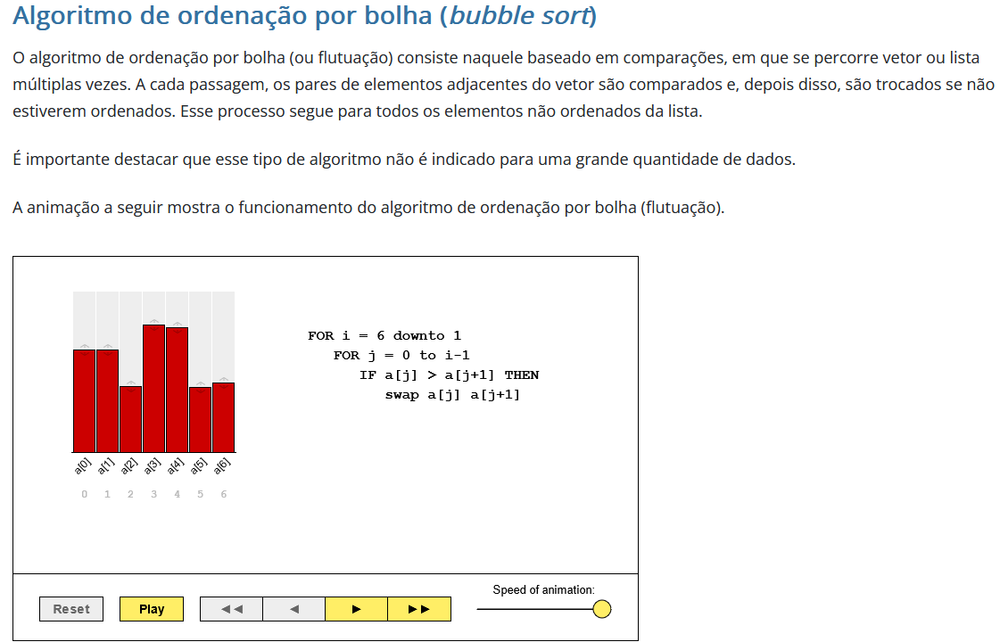 Algoritmo de ordenação por bolha (bubble sort)
O algoritmo de ordenação por bolha (ou flutuação) consiste naquele baseado em comparações, em que se percorre vetor ou lista
múltiplas vezes. A cada passagem, os pares de elementos adjacentes do vetor são comparados e, depois disso, são trocados se não
estiverem ordenados. Esse processo segue para todos os elementos não ordenados da lista.
É importante destacar que esse tipo de algoritmo não é indicado para uma grande quantidade de dados.
A animação a seguir mostra o funcionamento do algoritmo de ordenação por bolha (flutuação).
FOR i = 6 downto 1
FOR j = 0 to i-1
IF a[j] > a[j+1] THEN
swap a[j] a[j+1]
a[0] a[1] a[2] a[3] a[4] a[5] a[6]
0 1 2 3 4 5 6
Speed of animation:
Reset Play